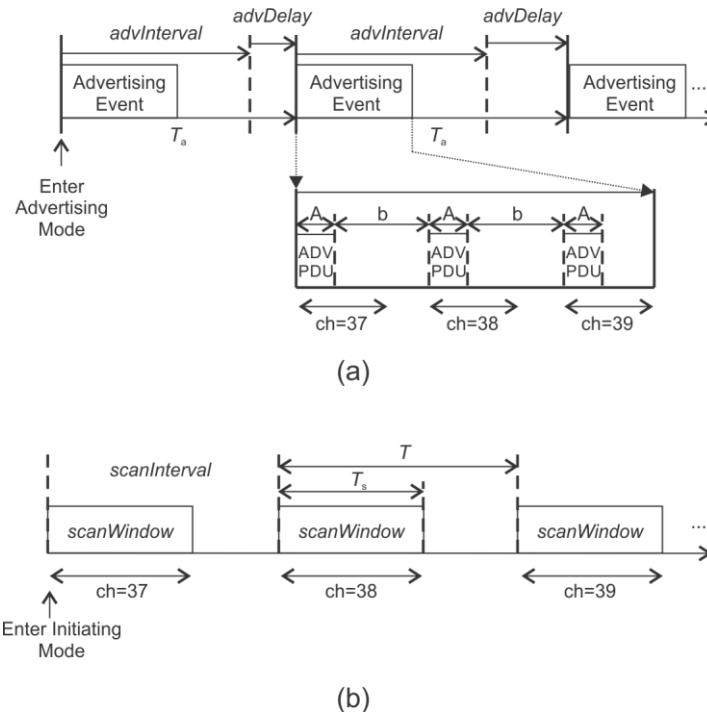 advDelay
advDelay
advInterval
advInterval
Advertising
Event
Advertising
Event
Advertising
Event
...
Tₐ
Tₐ
Enter
Advertising
Mode
A
b
A
b
A
ADV
PDU
ADV
PDU
ADV
PDU
ch=37
ch=38
ch=39
(a)
scanInterval
T
Tₛ
scanWindow
scanWindow
scanWindow
...
ch=37
ch=38
ch=39
Enter Initiating
Mode
(b)